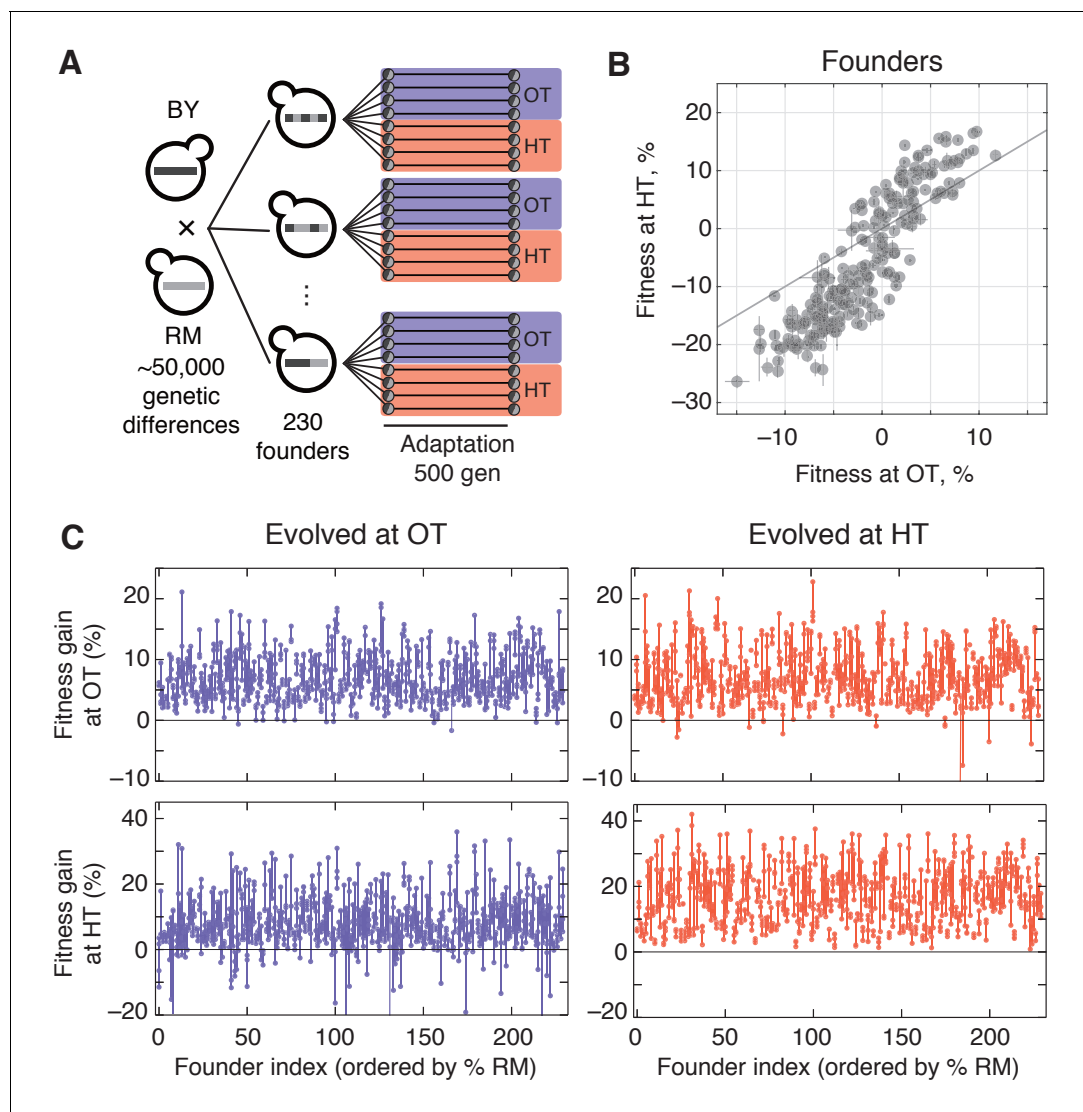 A
BY
×
RM
~50,000
genetic
differences
...
230
founders
OT
HT
OT
HT
OT
HT
Adaptation
500 gen
B
Founders
Fitness at HT, %
20
10
0
−10
−20
−30
−10
0
10
Fitness at OT, %
C
Evolved at OT
Evolved at HT
Fitness gain
at OT (%)
20
10
0
−10
20
10
0
−10
Fitness gain
at HT (%)
40
20
0
−20
0
50
100
150
200
Founder index (ordered by % RM)
40
20
0
−20
0
50
100
150
200
Founder index (ordered by % RM)